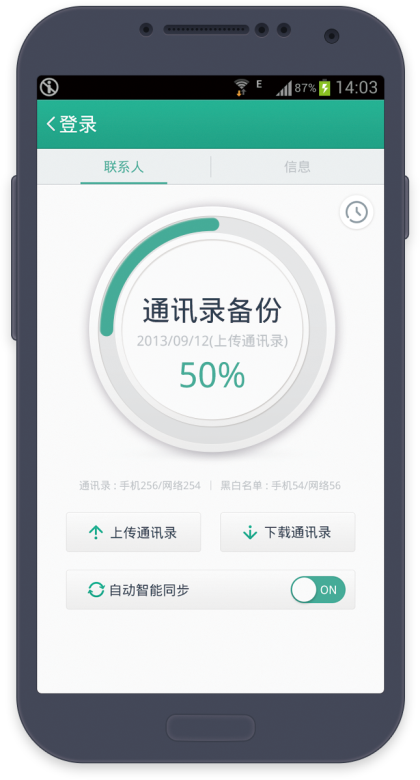 E 87% 14:03
登录
联系人 信息
通讯录备份
2013/09/12(上传通讯录)
50%
通讯录 : 手机256/网络254 | 黑白名单 : 手机54/网络56
上传通讯录 下载通讯录
自动智能同步 ON